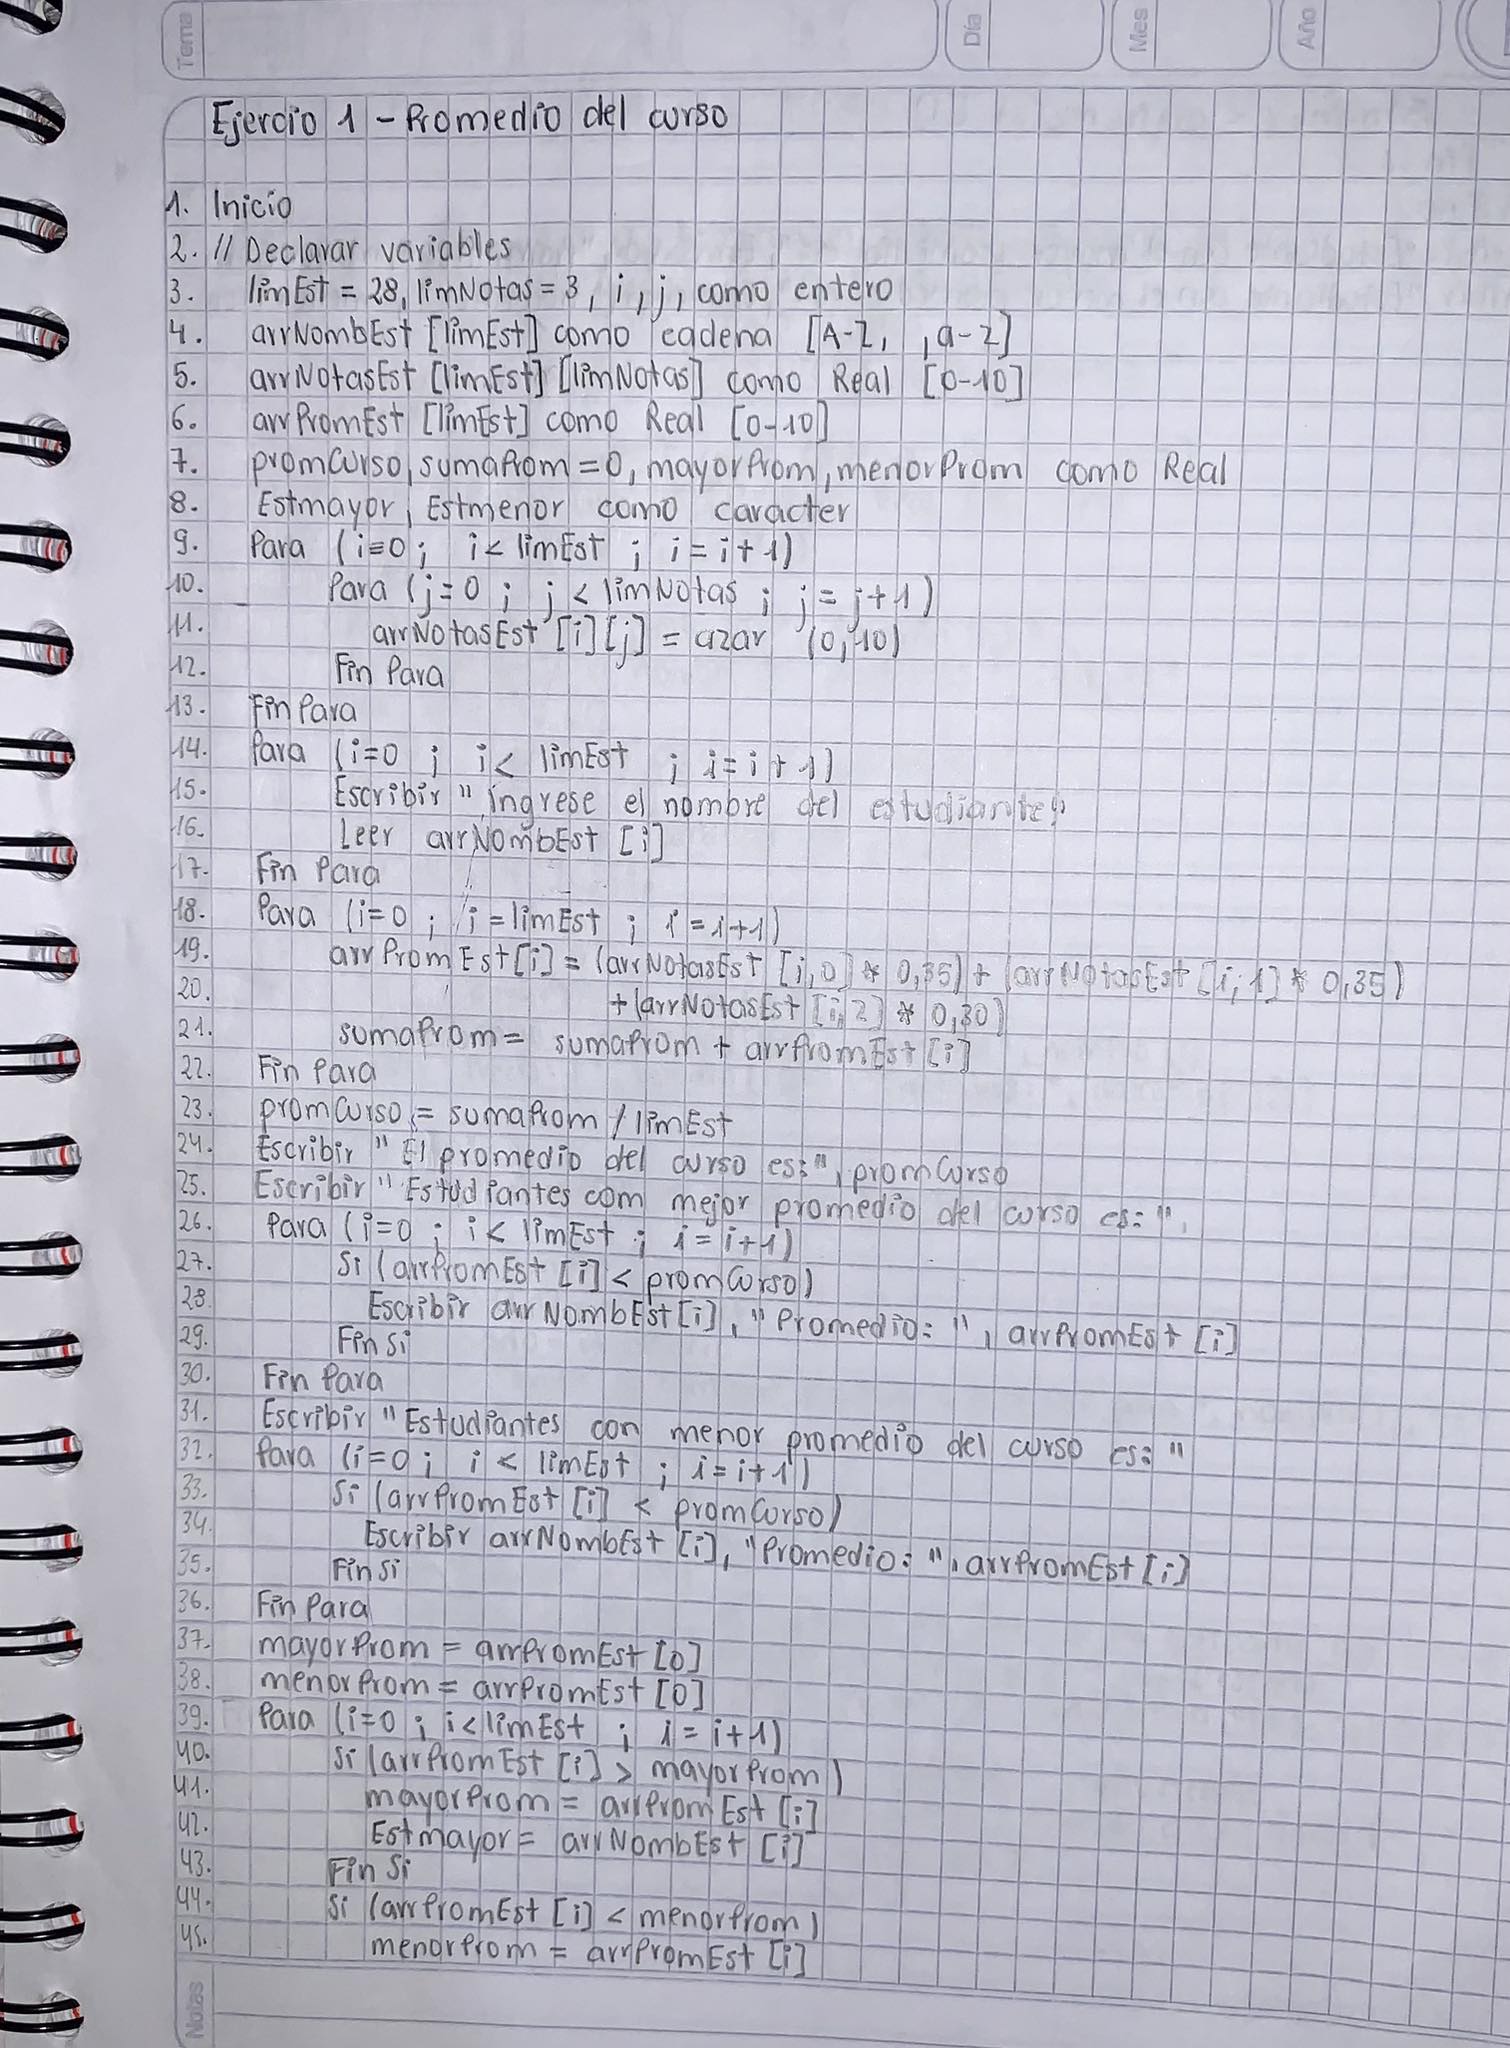 Tema Día Mes Año
Ejercio 1 - Promedio del curso
1. Inicio
2. // Declarar variables
3. limEst = 28, limNotas = 3, i, j, como entero
4. arrNombEst [limEst] como cadena [A-Z, , a-z]
5. arrNotasEst [limEst] [limNotas] como Real [0-10]
6. arrPromEst [limEst] como Real [0-10]
7. promCurso, sumaProm = 0, mayorProm, menorProm como Real
8. Estmayor, Estmenor como caracter
9. Para (i=0; i < limEst ; i = i+1)
10. Para (j=0 ; j < limNotas ; j = j+1)
11. arrNotasEst [i][j] = azar (0,10)
12. Fin Para
13. Fin Para
14. Para (i=0 ; i < limEst ; i = i + 1)
15. Escribir " ingrese el nombre del estudiante"
16. Leer arrNombEst [i]
17. Fin Para
18. Para (i=0 ; i = limEst ; i = i+1)
19. arrPromEst[i] = (arrNotasEst [i,0] * 0,35) + (arrNotasEst [i,1] * 0,35)
20. + (arrNotasEst [i,2] * 0,30)
21. sumaProm = sumaProm + arrPromEst [i]
22. Fin Para
23. promCurso = sumaProm / limEst
24. Escribir " El promedio del curso es:", promCurso
25. Escribir " Estudiantes com mejor promedio del curso es: ",
26. Para (i=0 ; i < limEst ; i = i+1)
27. Si (arrPromEst [i] < promCurso)
28. Escribir arrNombEst[i], "Promedio: ", arrPromEst [i]
29. Fin Si
30. Fin Para
31. Escribir "Estudiantes con menor promedio del curso es: "
32. Para (i=0 ; i < limEst ; i = i+1)
33. Si (arrPromEst [i] < promCurso)
34. Escribir arrNombEst [i], "Promedio: ", arrPromEst [i]
35. Fin Si
36. Fin Para
37. mayorProm = arrPromEst [0]
38. menorProm = arrPromEst [0]
39. Para (i=0 ; i < limEst ; i = i+1)
40. Si (arrPromEst [i] > mayorProm)
41. mayorProm = arrPromEst [i]
42. Estmayor = arrNombEst [i]
43. Fin Si
44. Si (arrPromEst [i] < menorProm)
45. menorProm = arrPromEst [i]
Notas